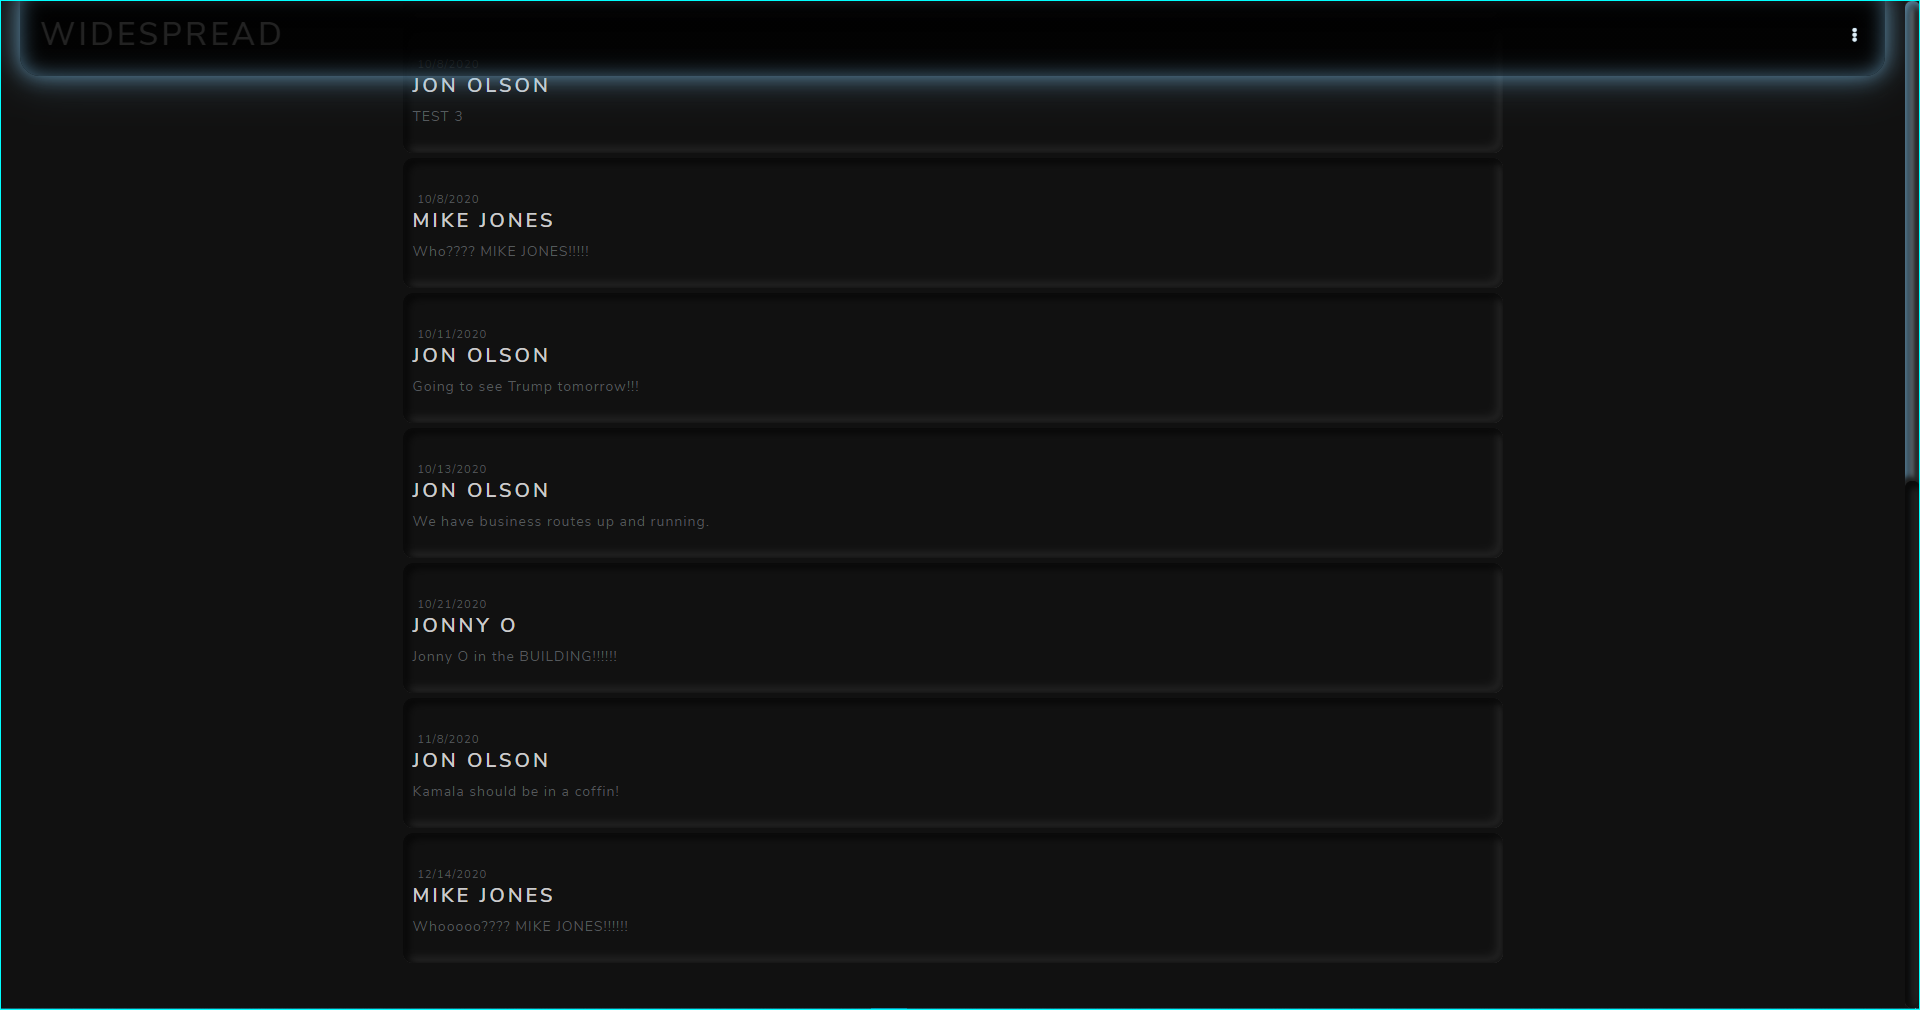 WIDESPREAD
10/8/2020
JON OLSON
TEST 3
10/8/2020
MIKE JONES
Who???? MIKE JONES!!!!!
10/11/2020
JON OLSON
Going to see Trump tomorrow!!!
10/13/2020
JON OLSON
We have business routes up and running.
10/21/2020
JONNY O
Jonny O in the BUILDING!!!!!!
11/8/2020
JON OLSON
Kamala should be in a coffin!
12/14/2020
MIKE JONES
Whooooo???? MIKE JONES!!!!!!